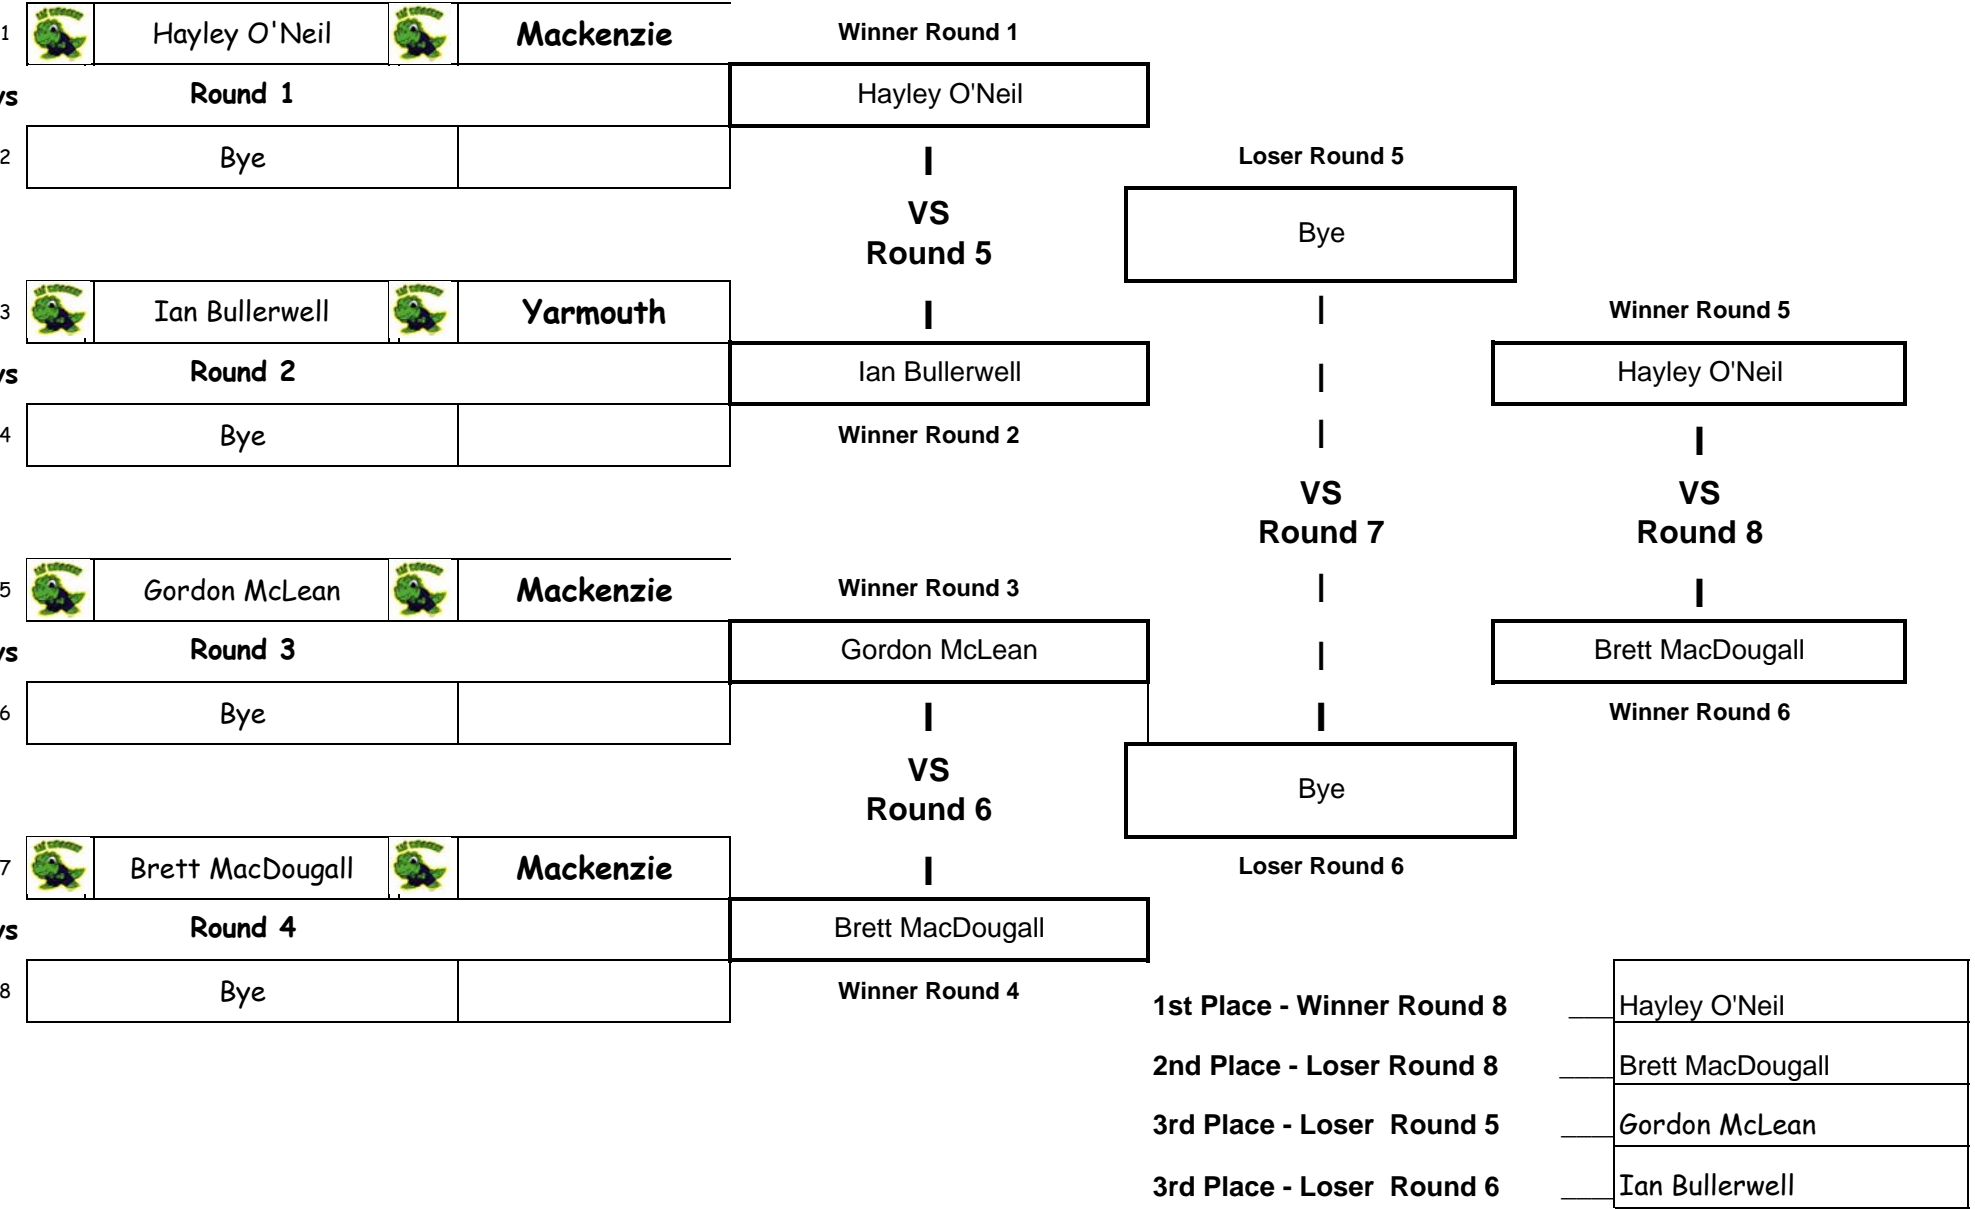 1 Hayley O'Neil Mackenzie Winner Round 1
vs Round 1 Hayley O'Neil
2 Bye Loser Round 5
VS
Round 5
Bye
3 Ian Bullerwell Yarmouth Winner Round 5
vs Round 2 Ian Bullerwell Hayley O'Neil
4 Bye Winner Round 2
VS VS
Round 7 Round 8
5 Gordon McLean Mackenzie Winner Round 3
vs Round 3 Gordon McLean Brett MacDougall
6 Bye Winner Round 6
VS
Round 6
Bye
7 Brett MacDougall Mackenzie Loser Round 6
vs Round 4 Brett MacDougall
8 Bye Winner Round 4
1st Place - Winner Round 8 Hayley O'Neil
2nd Place - Loser Round 8 Brett MacDougall
3rd Place - Loser Round 5 Gordon McLean
3rd Place - Loser Round 6 Ian Bullerwell